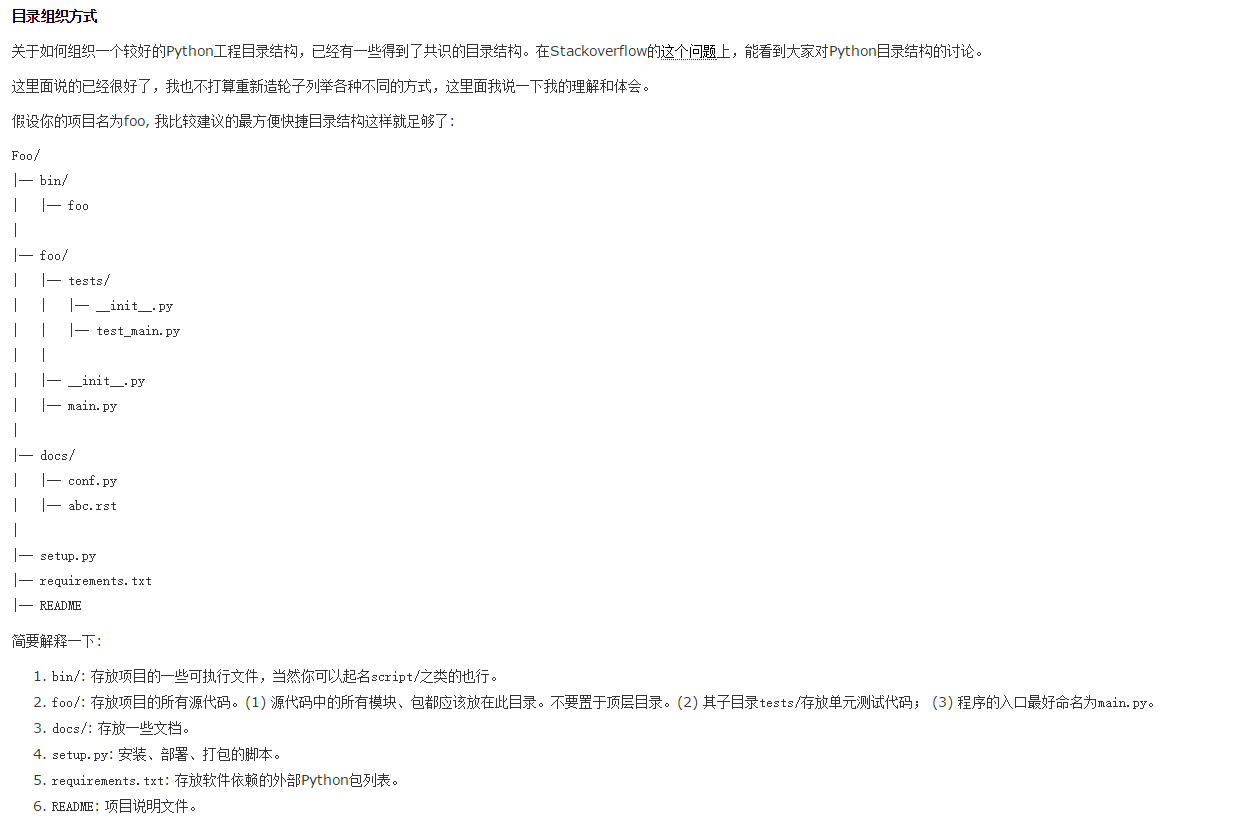 目录组织方式
关于如何组织一个较好的Python工程目录结构，已经有一些得到了共识的目录结构。在Stackoverflow的这个问题上，能看到大家对Python目录结构的讨论。
这里面说的已经很好了，我也不打算重新造轮子列举各种不同的方式，这里面我说一下我的理解和体会。
假设你的项目名为foo, 我比较建议的最方便快捷目录结构这样就足够了:
Foo/
|-- bin/
|   |-- foo
|
|-- foo/
|   |-- tests/
|   |   |-- __init__.py
|   |   |-- test_main.py
|   |
|   |-- __init__.py
|   |-- main.py
|
|-- docs/
|   |-- conf.py
|   |-- abc.rst
|
|-- setup.py
|-- requirements.txt
|-- README
简要解释一下:
1. bin/: 存放项目的一些可执行文件，当然你可以起名script/之类的也行。
2. foo/: 存放项目的所有源代码。(1) 源代码中的所有模块、包都应该放在此目录。不要置于顶层目录。(2) 其子目录tests/存放单元测试代码； (3) 程序的入口最好命名为main.py。
3. docs/: 存放一些文档。
4. setup.py: 安装、部署、打包的脚本。
5. requirements.txt: 存放软件依赖的外部Python包列表。
6. README: 项目说明文件。